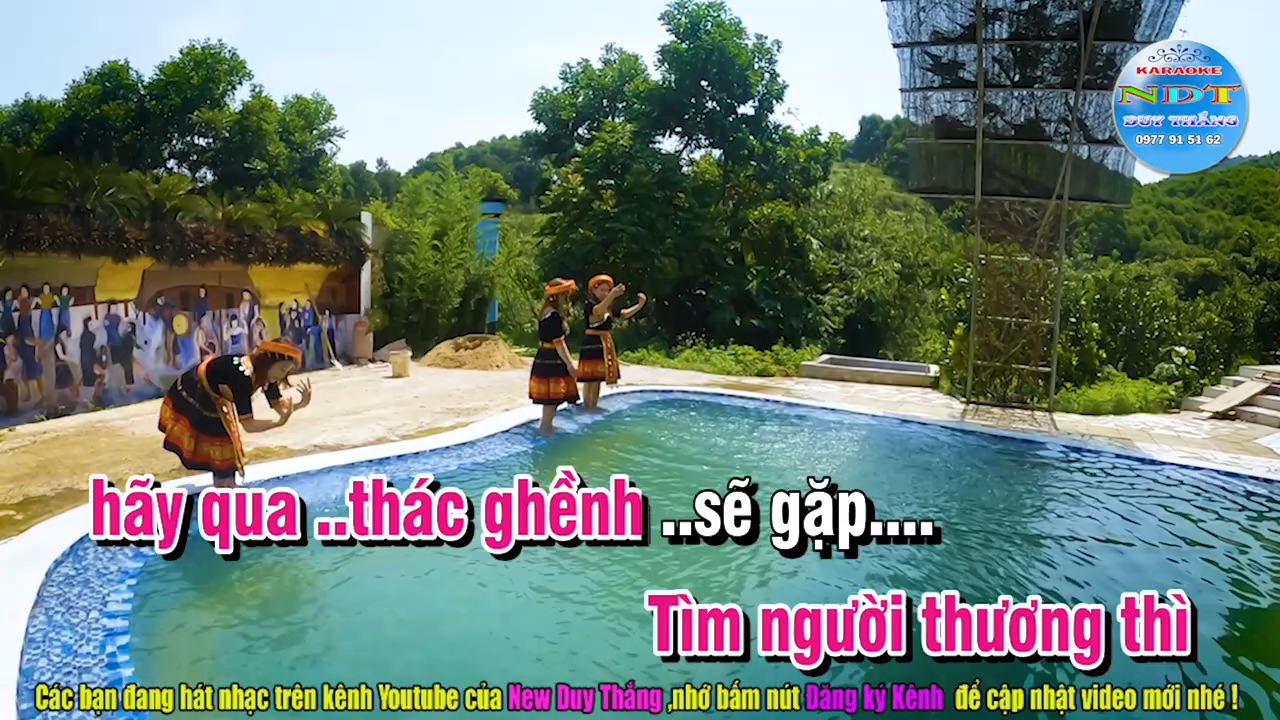 KARAOKE
NDT
DUY THẮNG
0977 91 51 62
hãy qua ..thác ghềnh ..sẽ gặp....
Tìm người thương thì
Các bạn đang hát nhạc trên kênh Youtube của New Duy Thắng ,nhớ bấm nút Đăng ký Kênh để cập nhật video mới nhé !